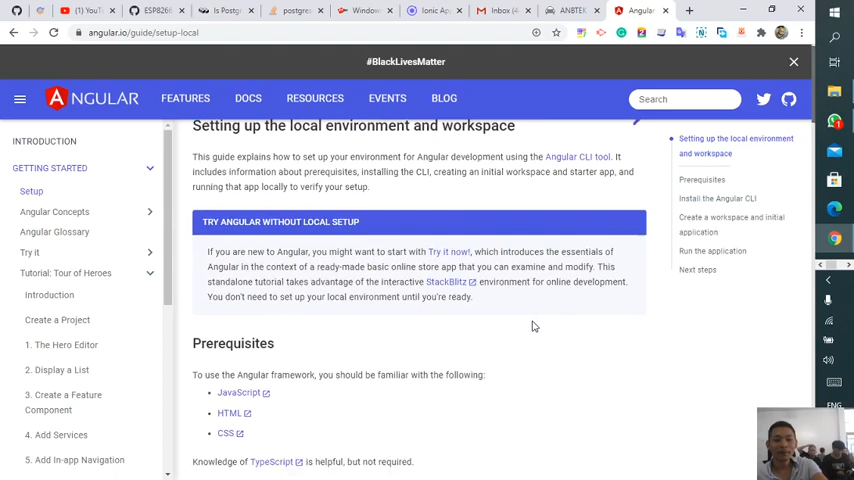 (YouT
ESP8266
Is Postg
postgres
Window
Ionic Ap
Inbox (4
ANBTEK
Angular
angular.io/guide/setup-local
#BlackLivesMatter
NGULAR
FEATURES
DOCS
RESOURCES
EVENTS
BLOG
Search
INTRODUCTION
GETTING STARTED
Setup
Angular Concepts
Angular Glossary
Try it
Tutorial: Tour of Heroes
Introduction
Create a Project
1. The Hero Editor
2. Display a List
3. Create a Feature
Component
4. Add Services
5. Add In-app Navigation
Setting up the local environment and workspace
This guide explains how to set up your environment for Angular development using the Angular CLI tool. It
includes information about prerequisites, installing the CLI, creating an initial workspace and starter app, and
running that app locally to verify your setup.
TRY ANGULAR WITHOUT LOCAL SETUP
If you are new to Angular, you might want to start with Try it now!, which introduces the essentials of
Angular in the context of a ready-made basic online store app that you can examine and modify. This
standalone tutorial takes advantage of the interactive StackBlitz environment for online development.
You don't need to set up your local environment until you're ready.
Prerequisites
To use the Angular framework, you should be familiar with the following:
• JavaScript
• HTML
• CSS
Knowledge of TypeScript is helpful, but not required.
Setting up the local environment
and workspace
Prerequisites
Install the Angular CLI
Create a workspace and initial
application
Run the application
Next steps
ENG